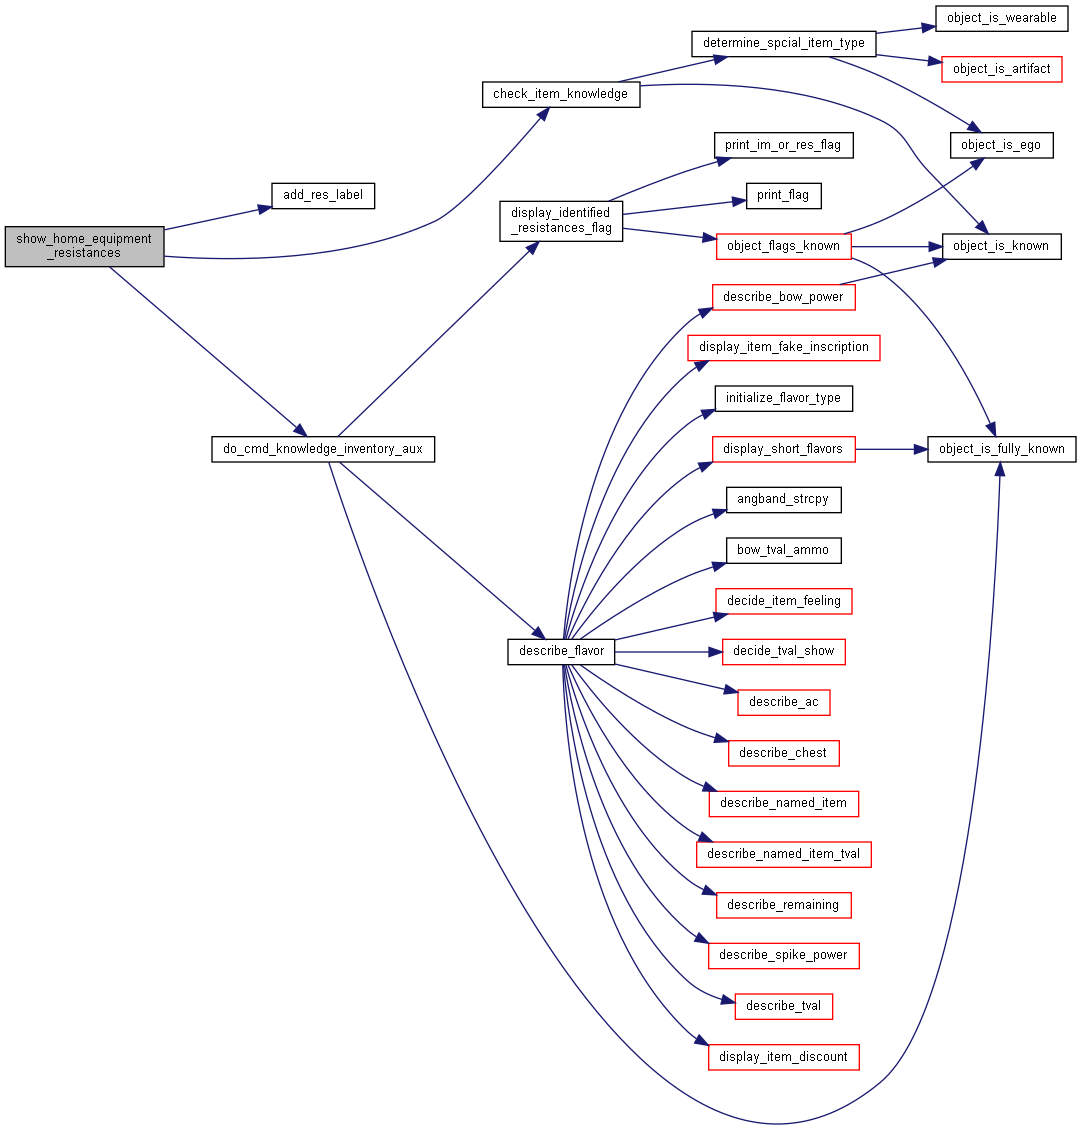 show_home_equipment
_resistances
add_res_label
check_item_knowledge
do_cmd_knowledge_inventory_aux
determine_spcial_item_type
display_identified
_resistances_flag
describe_flavor
object_is_wearable
object_is_artifact
object_is_ego
object_is_known
object_is_fully_known
print_im_or_res_flag
print_flag
object_flags_known
describe_bow_power
display_item_fake_inscription
initialize_flavor_type
display_short_flavors
angband_strcpy
bow_tval_ammo
decide_item_feeling
decide_tval_show
describe_ac
describe_chest
describe_named_item
describe_named_item_tval
describe_remaining
describe_spike_power
describe_tval
display_item_discount